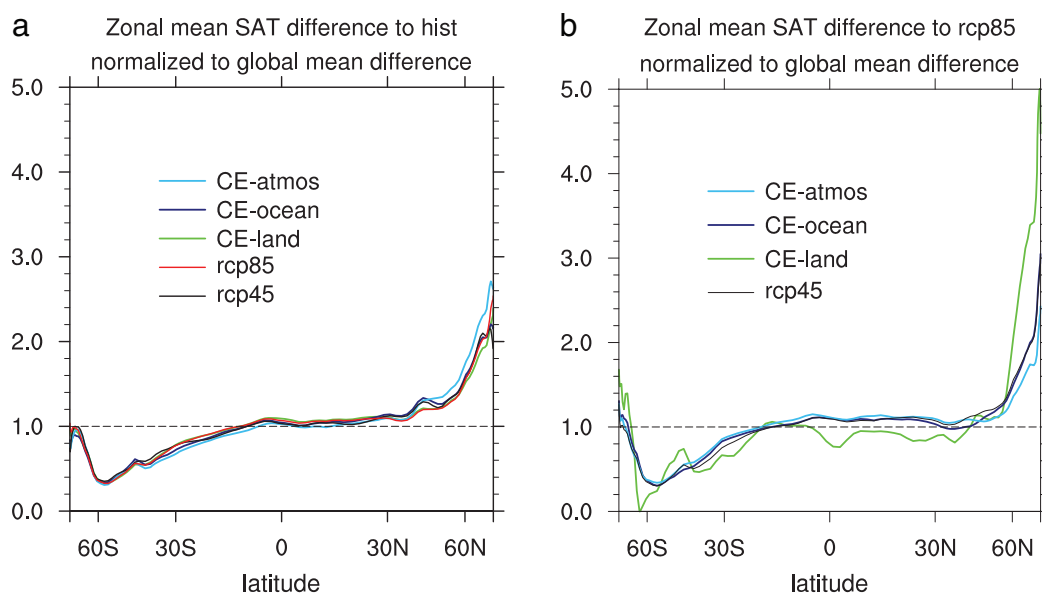 a
Zonal mean SAT difference to hist
normalized to global mean difference
5.0
4.0
3.0
2.0
1.0
0.0
CE-atmos
CE-ocean
CE-land
rcp85
rcp45
60S 30S 0 30N 60N
latitude
b
Zonal mean SAT difference to rcp85
normalized to global mean difference
5.0
4.0
3.0
2.0
1.0
0.0
CE-atmos
CE-ocean
CE-land
rcp45
60S 30S 0 30N 60N
latitude